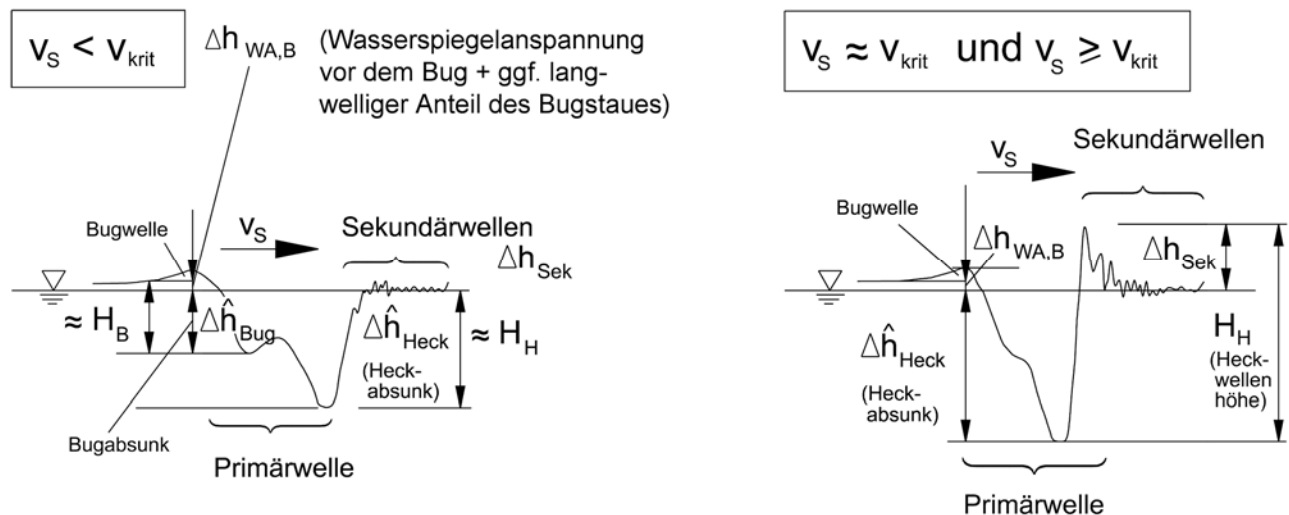 v_S < v_krit
Δh_WA,B (Wasserspiegelanspannung
vor dem Bug + ggf. lang-
welliger Anteil des Bugstaues)
Bugwelle
v_S
Sekundärwellen
Δh_Sek
≈ H_B
Δĥ_Bug
Δĥ_Heck
(Heck-
absunk)
≈ H_H
Bugabsunk
Primärwelle
v_S ≈ v_krit und v_S ⩾ v_krit
Sekundärwellen
v_S
Bugwelle
Δh_WA,B
Δh_Sek
Δĥ_Heck
(Heck-
absunk)
H_H
(Heck-
wellen
höhe)
Primärwelle